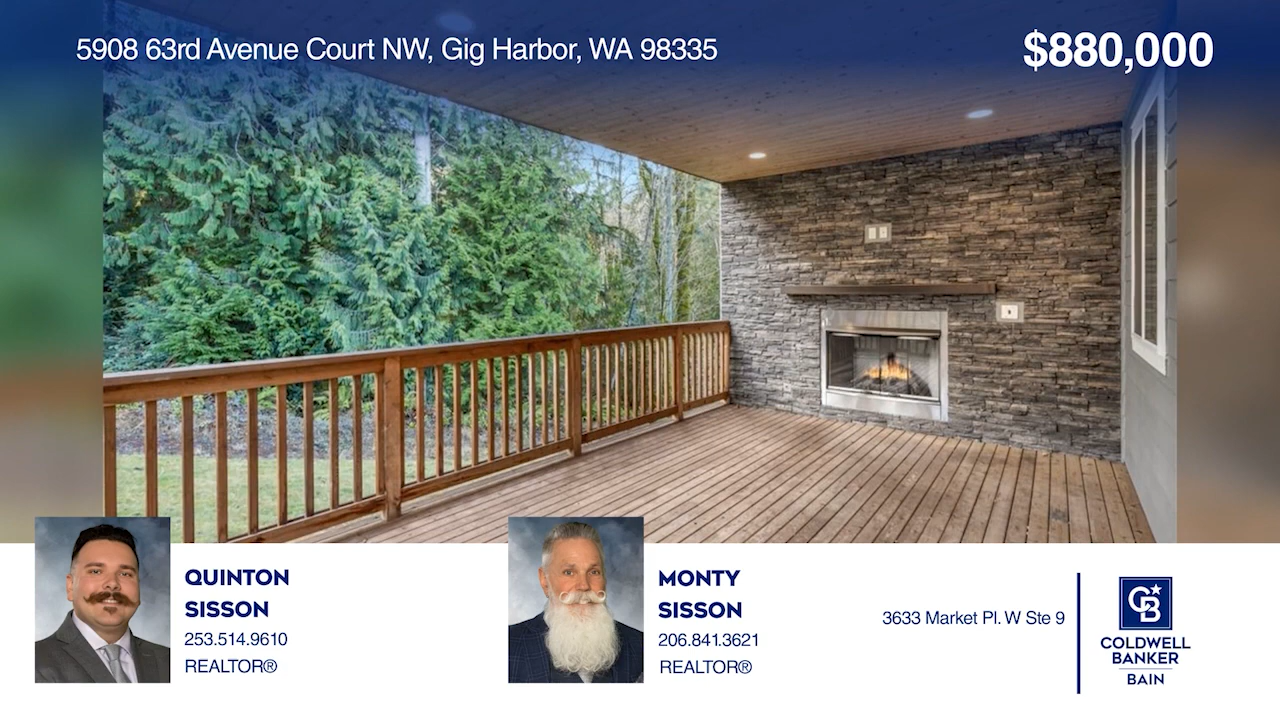 5908 63rd Avenue Court NW, Gig Harbor, WA 98335
$880,000
QUINTON
SISSON
253.514.9610
REALTOR®
MONTY
SISSON
206.841.3621
REALTOR®
3633 Market Pl. W Ste 9
CB
COLDWELL
BANKER
BAIN